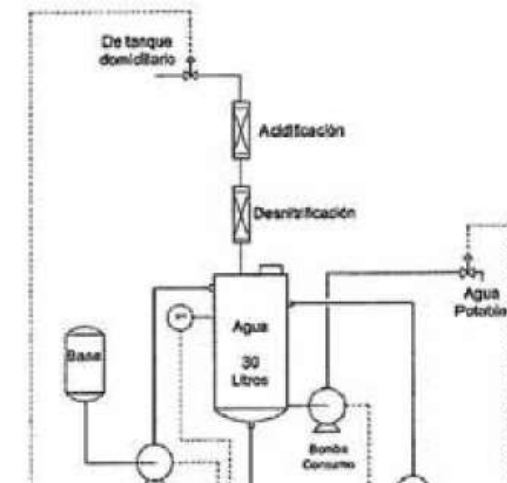 De tanque
domiciliario
Acidificación
Desnitrificación
Agua
Potable
Agua
30
Litros
Base
Bomba
Consumo